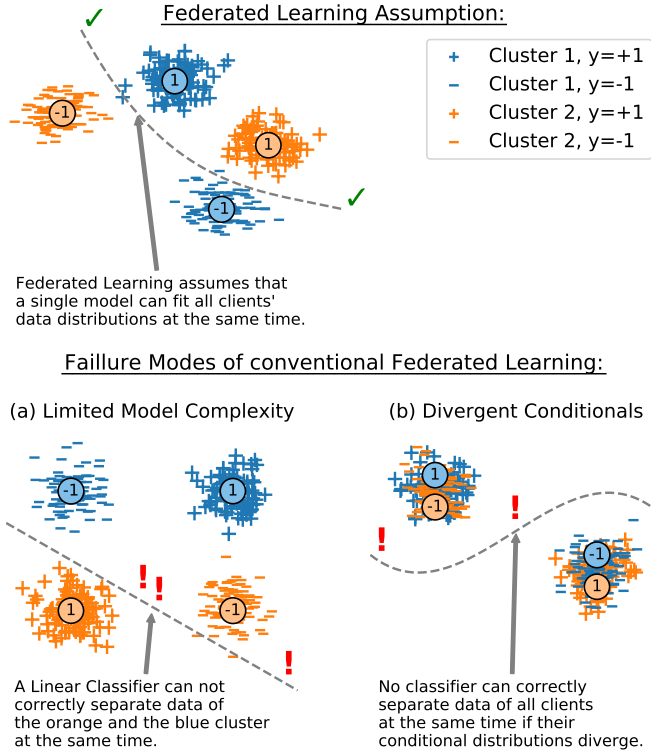 Federated Learning Assumption:
✓
1
-1
1
-1
✓
Cluster 1, y=+1
Cluster 1, y=-1
Cluster 2, y=+1
Cluster 2, y=-1
Federated Learning assumes that
a single model can fit all clients'
data distributions at the same time.
Faillure Modes of conventional Federated Learning:
(a) Limited Model Complexity
-1
1
1
-1
!
!
!
A Linear Classifier can not
correctly separate data of
the orange and the blue cluster
at the same time.
(b) Divergent Conditionals
1
-1
!
!
-1
1
No classifier can correctly
separate data of all clients
at the same time if their
conditional distributions diverge.